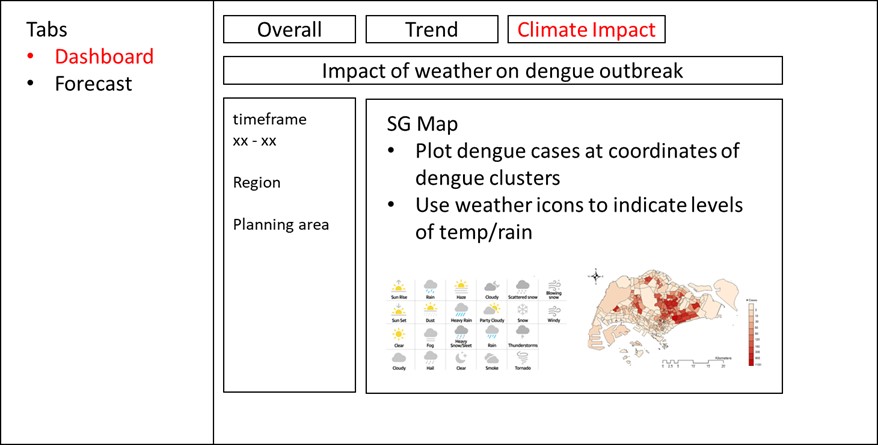 Tabs
• Dashboard
• Forecast
Overall
Trend
Climate Impact
Impact of weather on dengue outbreak
timeframe
xx - xx
Region
Planning area
SG Map
• Plot dengue cases at coordinates of
dengue clusters
• Use weather icons to indicate levels
of temp/rain
Sun Rise
Rain
Haze
Cloudy
Scattered snow
Blowing
snow
Sun Set
Dust
Heavy Rain
Party Cloudy
Snow
Windy
Clear
Fog
Heavy
Snow/Sleet
Rain
Thunderstorms
Cloudy
Hail
Clear
Smoke
Tornado
Kilometers